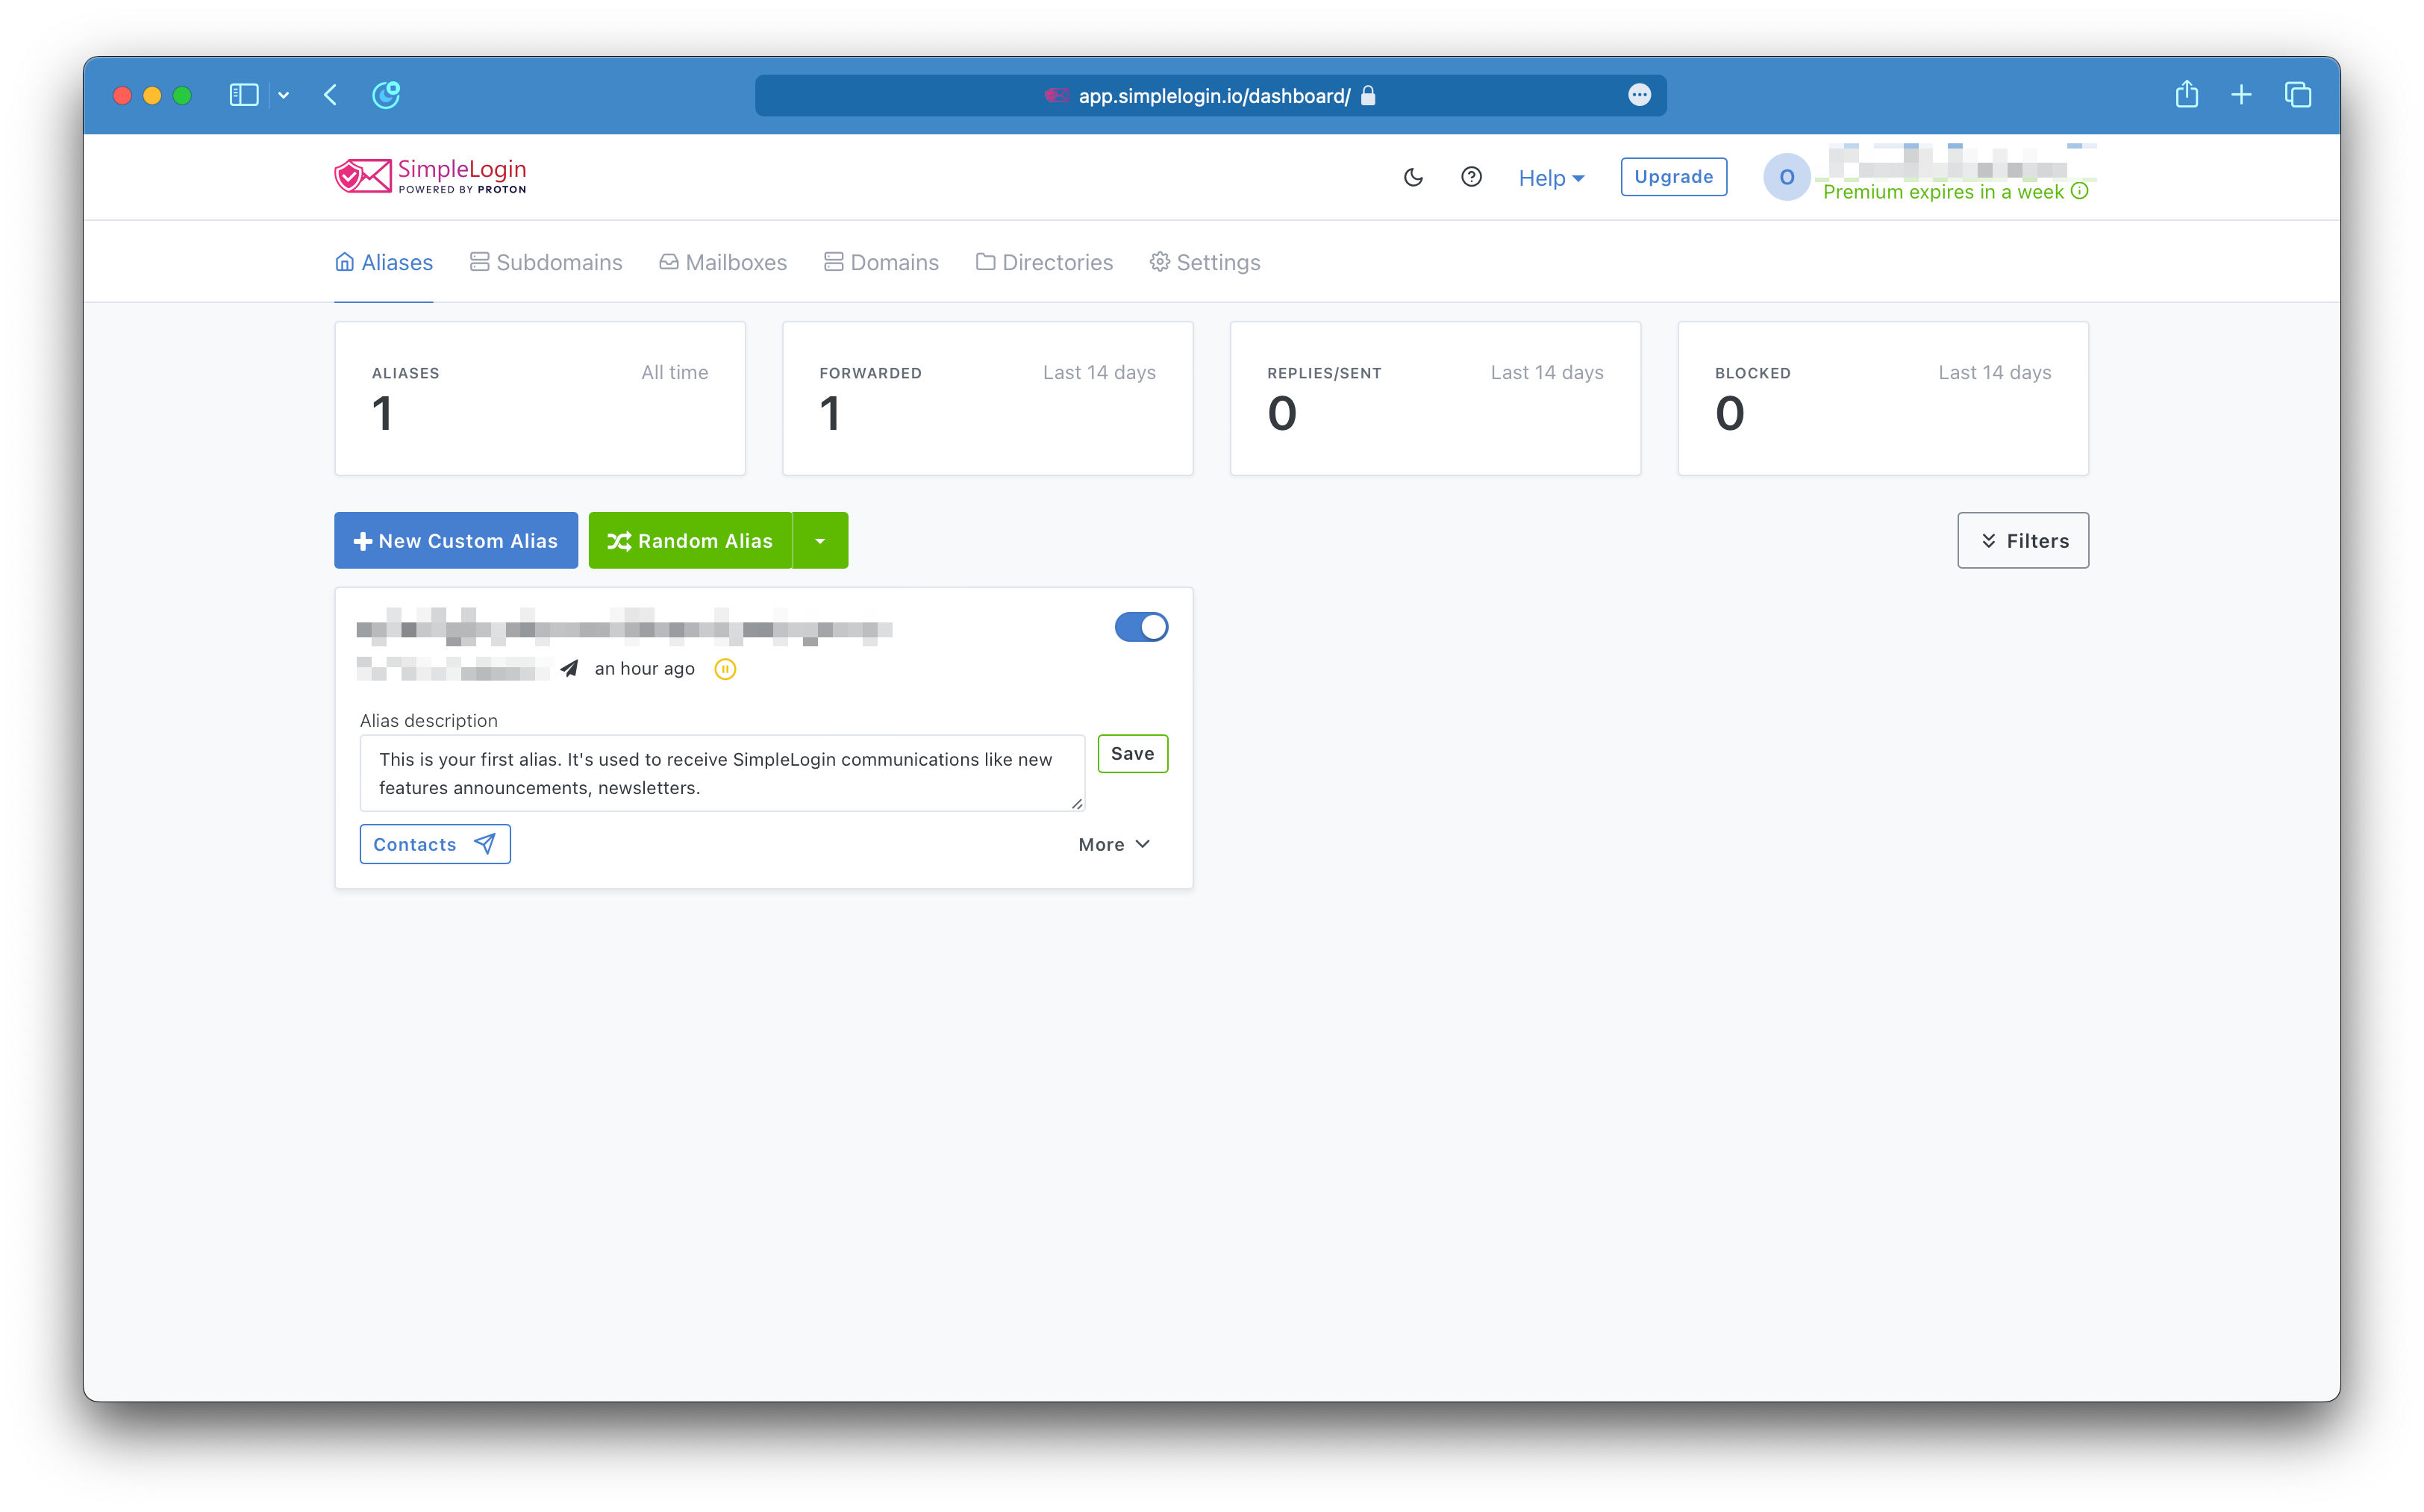 app.simplelogin.io/dashboard/
SimpleLogin
POWERED BY PROTON
Help
Upgrade
O
Premium expires in a week
Aliases
Subdomains
Mailboxes
Domains
Directories
Settings
ALIASES
All time
1
FORWARDED
Last 14 days
1
REPLIES/SENT
Last 14 days
0
BLOCKED
Last 14 days
0
New Custom Alias
Random Alias
Filters
an hour ago
Alias description
This is your first alias. It's used to receive SimpleLogin communications like new
features announcements, newsletters.
Save
Contacts
More